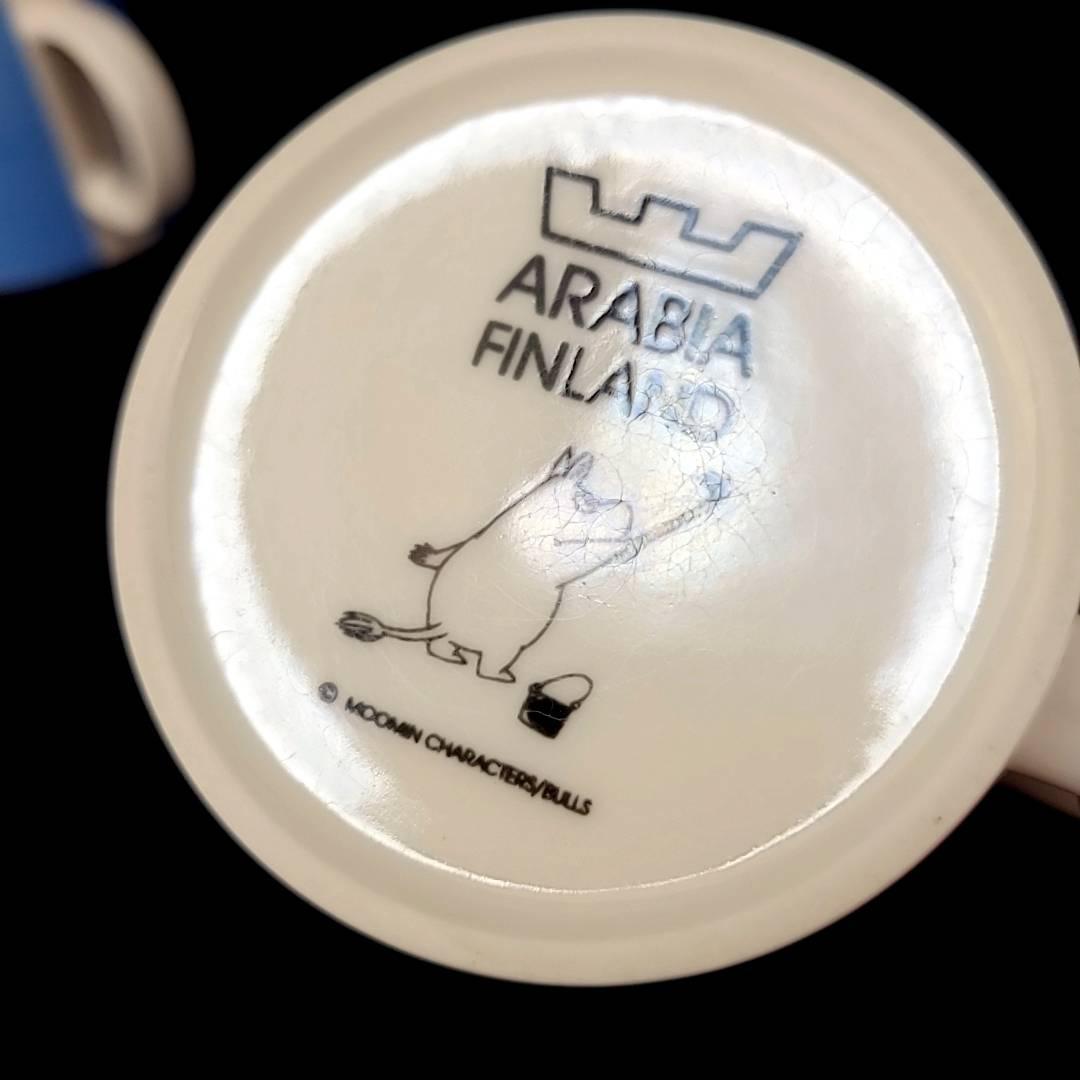 ARABIA
FINLAND
© MOOMIN CHARACTERS/BULLS